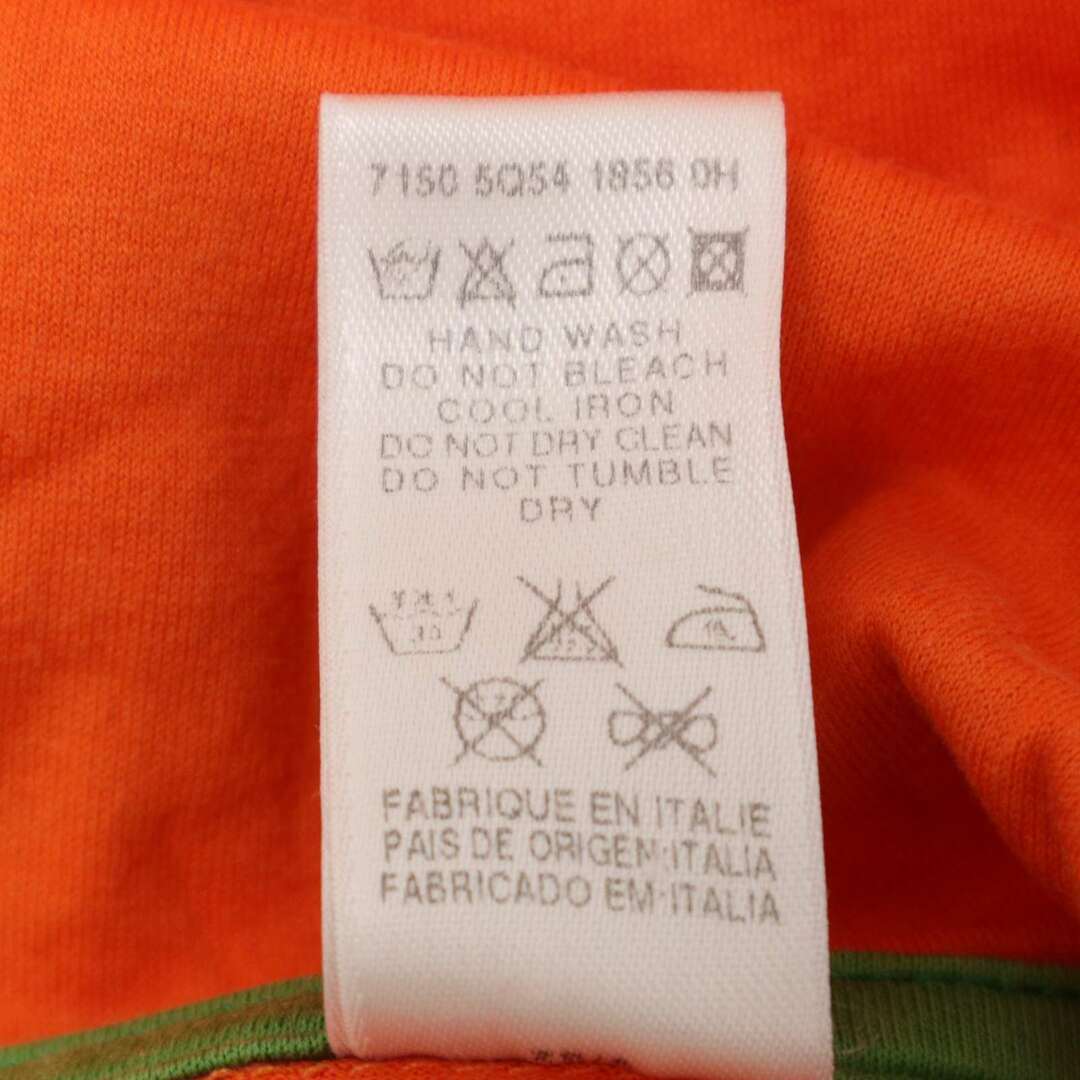 7150 5Q54 1856 0H
HAND WASH
DO NOT BLEACH
COOL IRON
DO NOT DRY CLEAN
DO NOT TUMBLE
DRY
FABRIQUE EN ITALIE
PAIS DE ORIGEN:ITALIA
FABRICADO EM:ITALIA